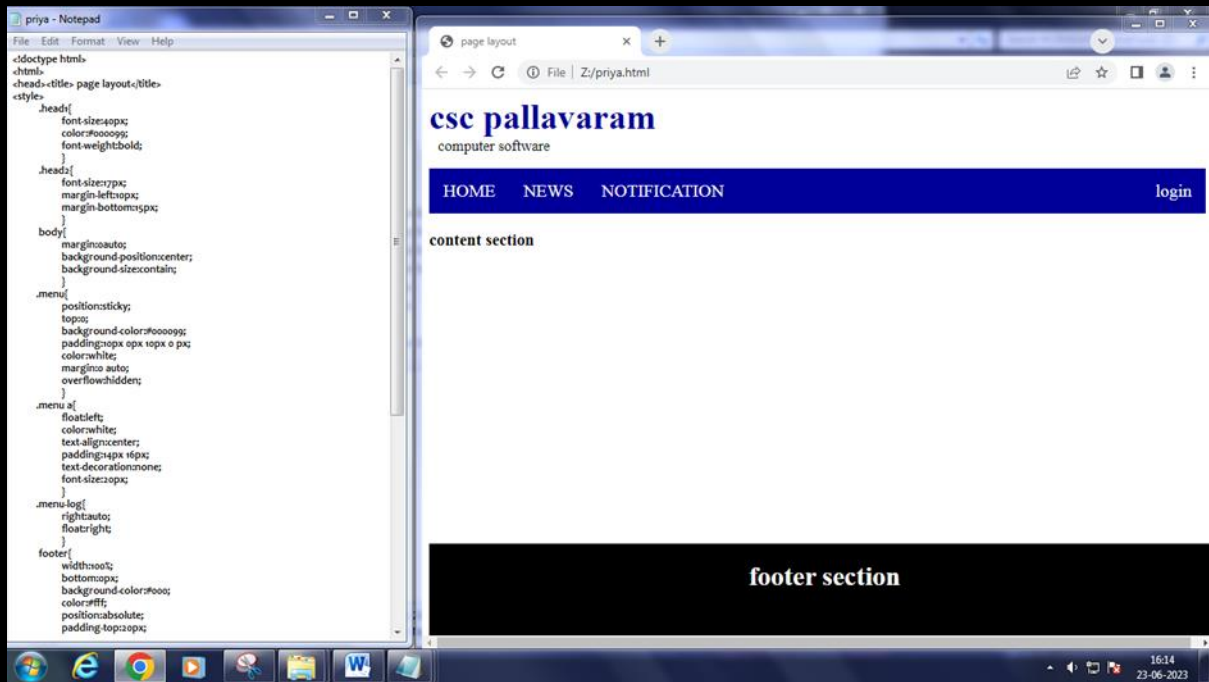 priya - Notepad
File Edit Format View Help
<!doctype html>
<html>
<head><title> page layout</title>
<style>
.head1{
font-size:40px;
color:#000099;
font-weight:bold;
}
.head2{
font-size:17px;
margin-left:10px;
margin-bottom:15px;
}
body{
margin:0auto;
background-position:center;
background-size:contain;
}
.menu{
position:sticky;
top:0;
background-color:#000099;
padding:10px 0px 10px 0 px;
color:white;
margin:0 auto;
overflow:hidden;
}
.menu a{
float:left;
color:white;
text-align:center;
padding:14px 16px;
text-decoration:none;
font-size:20px;
}
.menu-log{
right:auto;
float:right;
}
footer{
width:100%;
bottom:0px;
background-color:#000;
color:#fff;
position:absolute;
padding-top:20px;
page layout
File | Z:/priya.html
csc pallavaram
computer software
HOME NEWS NOTIFICATION login
content section
footer section
16:14
23-06-2023